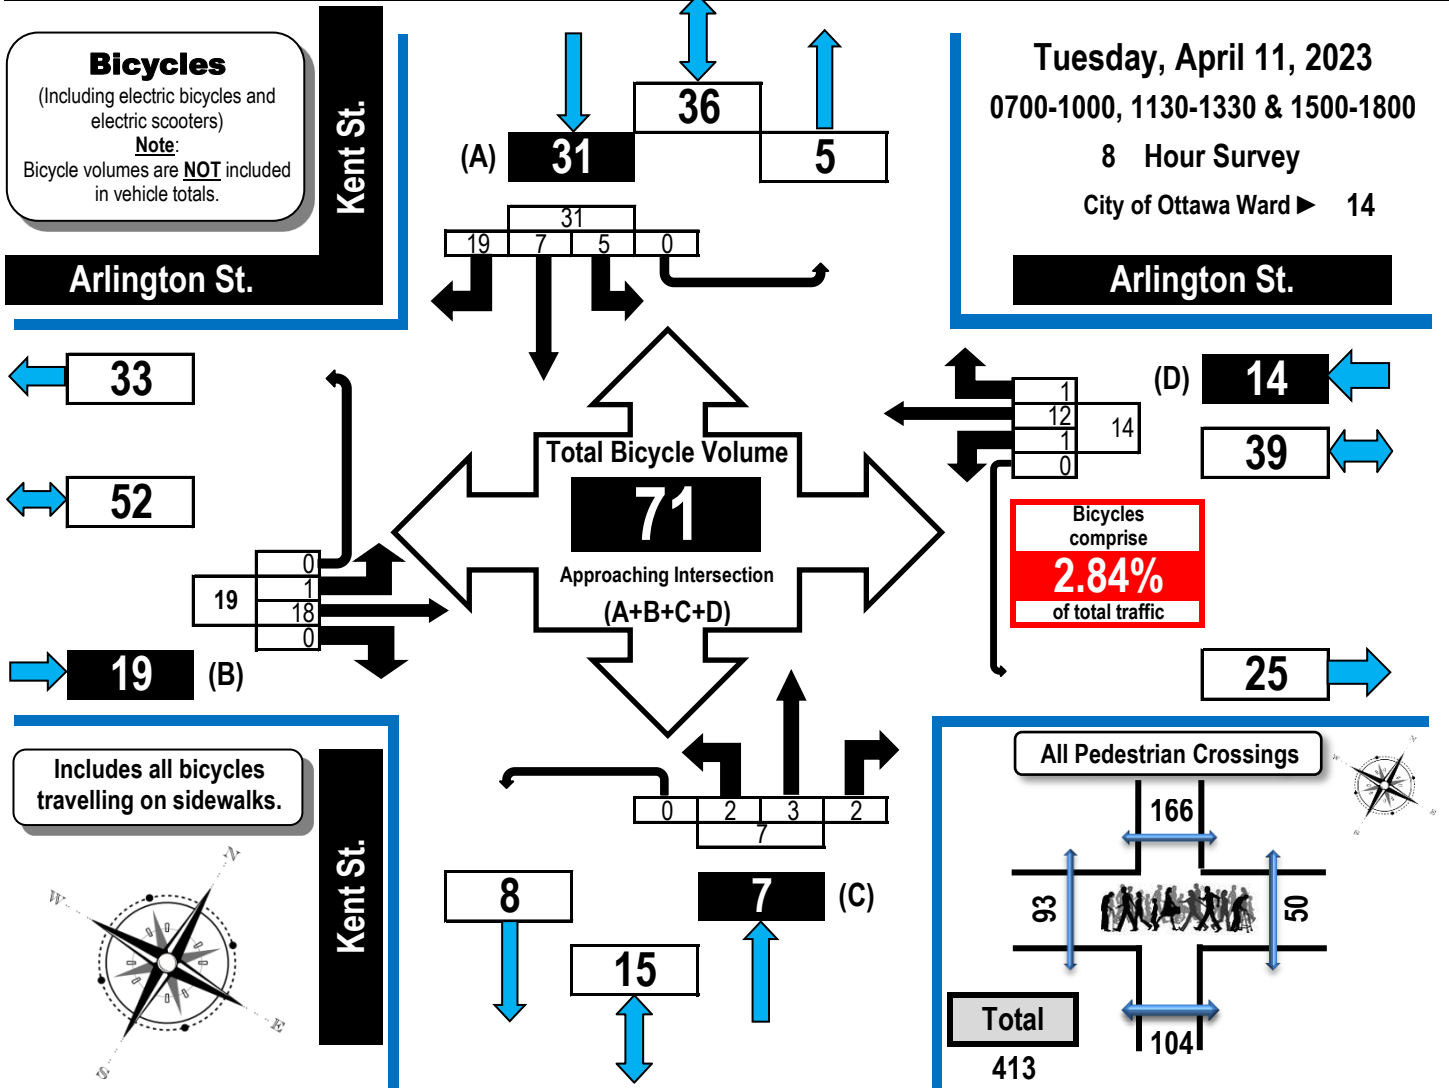 Bicycles
(Including electric bicycles and
electric scooters)
Note:
Bicycle volumes are NOT included
in vehicle totals.
Kent St.
Arlington St.
(A)
31
36
5
31
19 7 5 0
Tuesday, April 11, 2023
0700-1000, 1130-1330 & 1500-1800
8 Hour Survey
City of Ottawa Ward ► 14
Arlington St.
33
52
0
1
18
0
19
19
(B)
Total Bicycle Volume
71
Approaching Intersection
(A+B+C+D)
1
12
1
0
14
(D)
14
39
Bicycles
comprise
2.84%
of total traffic
25
Includes all bicycles
travelling on sidewalks.
N
W
E
S
Kent St.
0 2 3 2
7
8
7
(C)
15
All Pedestrian Crossings
N
W
E
S
166
93
50
104
Total
413